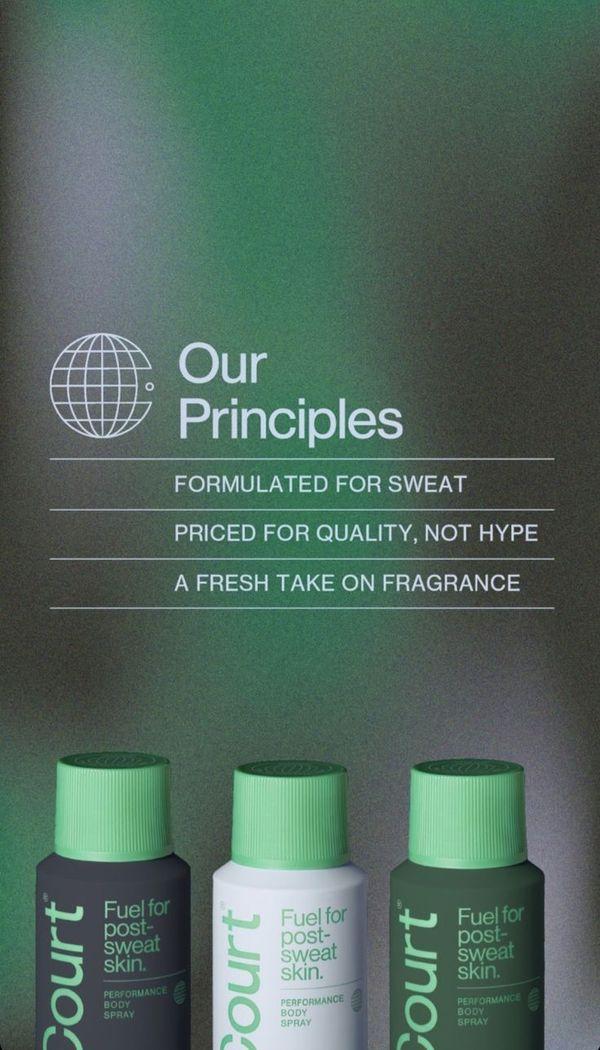 Our
Principles
FORMULATED FOR SWEAT
PRICED FOR QUALITY, NOT HYPE
A FRESH TAKE ON FRAGRANCE
Court®
Fuel for
post-
sweat
skin.
PERFORMANCE
BODY
SPRAY
Court®
Fuel for
post-
sweat
skin.
PERFORMANCE
BODY
SPRAY
Court®
Fuel for
post-
sweat
skin.
PERFORMANCE
BODY
SPRAY